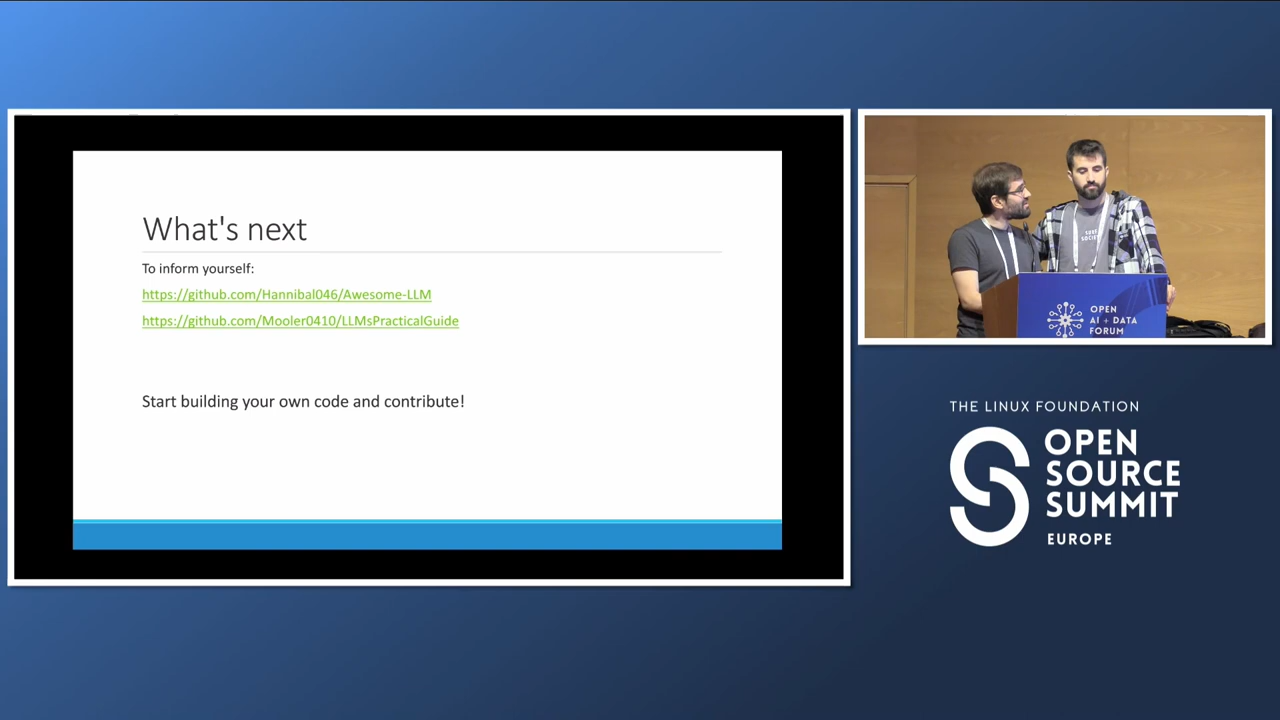 What's next
To inform yourself:
https://github.com/Hannibal046/Awesome-LLM
https://github.com/Mooler0410/LLMsPracticalGuide
Start building your own code and contribute!
SOCIETY
OPEN
AI + DATA
FORUM
THE LINUX FOUNDATION
OPEN
SOURCE
SUMMIT
EUROPE